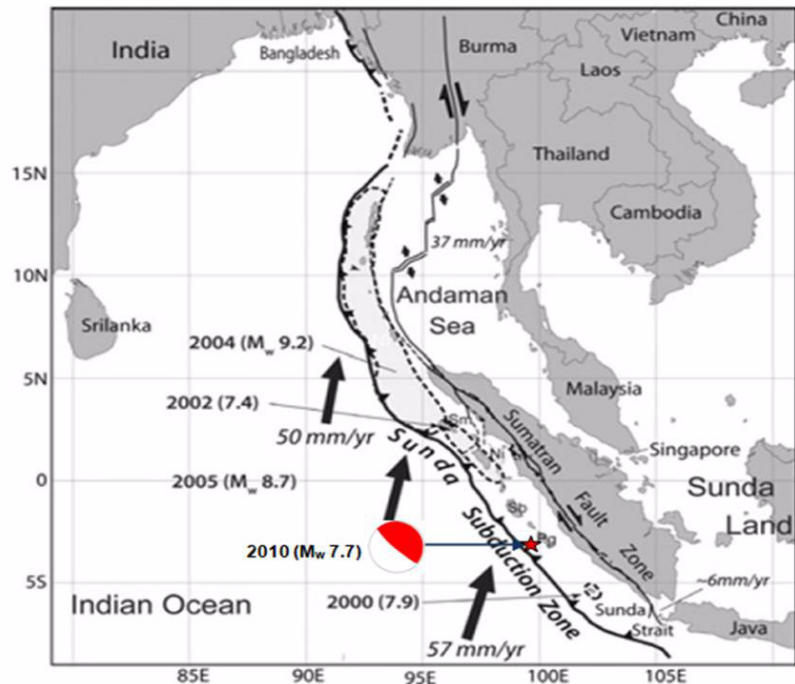 India
Bangladesh
Burma
China
Vietnam
Laos
Thailand
Cambodia
15N
37 mm/yr
10N
Andaman
Sea
Srilanka
2004 (Mw 9.2)
5N
Malaysia
2002 (7.4)
50 mm/yr
Sm
Sumatran
Fault
Zone
Singapore
Ni
Sunda
Land
0
2005 (Mw 8.7)
Sunda
Subduction Zone
Sb
Pg
2010 (Mw 7.7)
5S
~6mm/yr
Indian Ocean
2000 (7.9)
Sunda
Strait
Java
57 mm/yr
85E
90E
95E
100E
105E